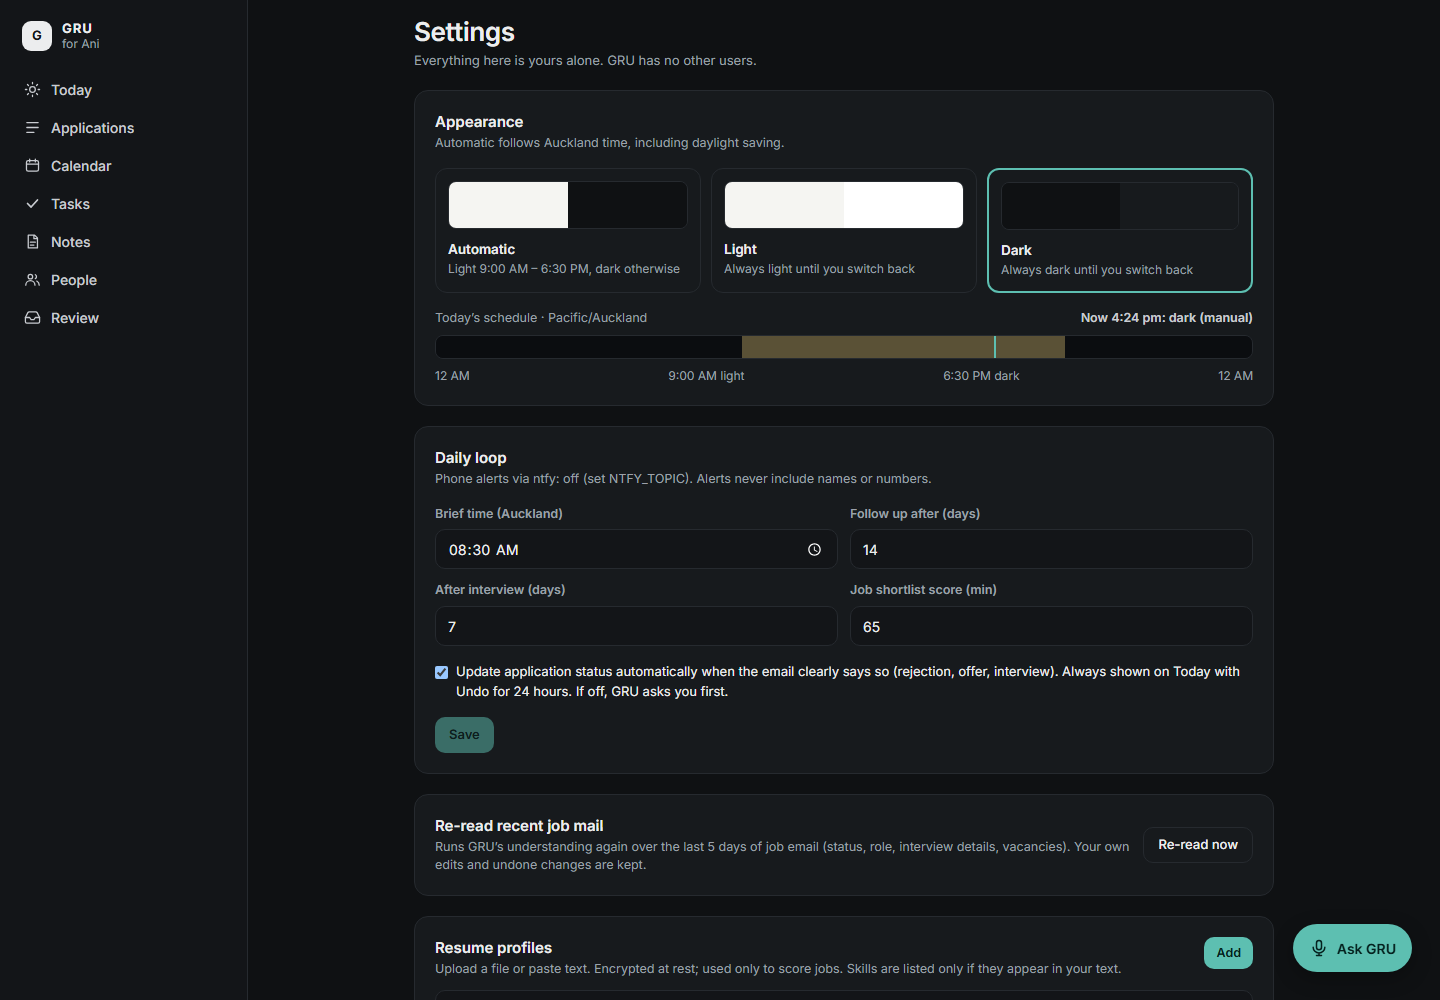 G
GRU
for Ani
Today
Applications
Calendar
Tasks
Notes
People
Review
Settings
Everything here is yours alone. GRU has no other users.
Appearance
Automatic follows Auckland time, including daylight saving.
Automatic
Light 9:00 AM – 6:30 PM, dark otherwise
Light
Always light until you switch back
Dark
Always dark until you switch back
Today's schedule · Pacific/Auckland
Now 4:24 pm: dark (manual)
12 AM
9:00 AM light
6:30 PM dark
12 AM
Daily loop
Phone alerts via ntfy: off (set NTFY_TOPIC). Alerts never include names or numbers.
Brief time (Auckland)
Follow up after (days)
08:30 AM
14
After interview (days)
Job shortlist score (min)
7
65
Update application status automatically when the email clearly says so (rejection, offer, interview). Always shown on Today with
Undo for 24 hours. If off, GRU asks you first.
Save
Re-read recent job mail
Runs GRU's understanding again over the last 5 days of job email (status, role, interview details, vacancies). Your own
edits and undone changes are kept.
Re-read now
Resume profiles
Upload a file or paste text. Encrypted at rest; used only to score jobs. Skills are listed only if they appear in your text.
Add
Ask GRU